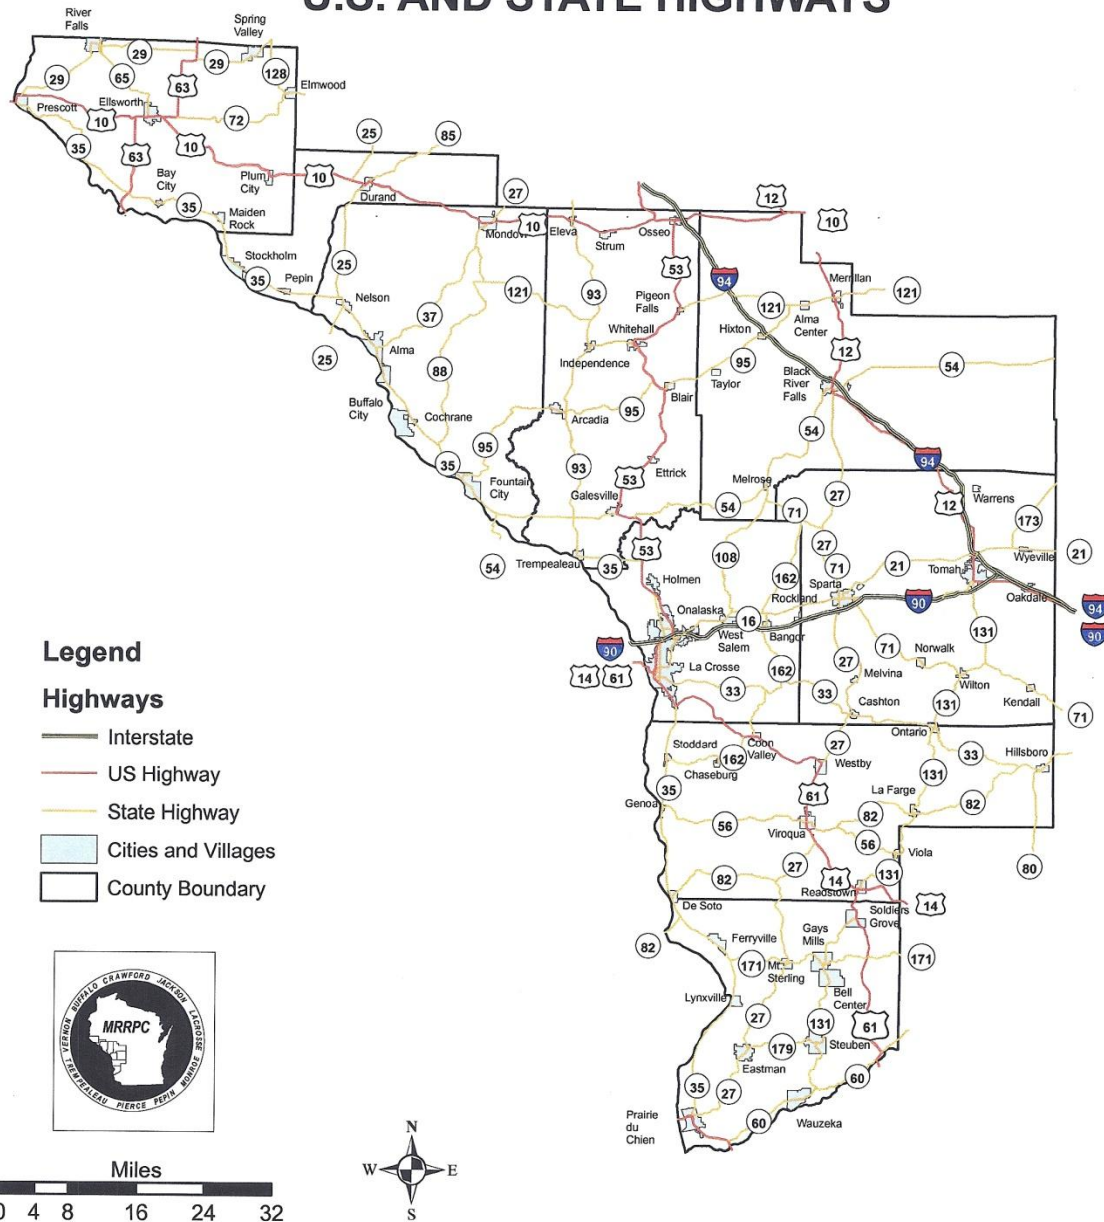 U.S. AND STATE HIGHWAYS
River
Falls
Spring
Valley
29
29
29
65
63
128
Elmwood
Prescott
Ellsworth
10
72
35
63
10
Bay
City
Plum
City
10
25
85
35
Maiden
Rock
Durand
27
12
10
Mondovi
10
Eleva
Strum
Osseo
Stockholm
35
Pepin
25
Nelson
121
93
53
94
Merrillan
121
Pigeon
Falls
121
Alma
Center
37
Whitehall
Hixton
25
Alma
Independence
95
12
88
Taylor
Black
River
Falls
54
Buffalo
City
Cochrane
Arcadia
95
Blair
95
54
35
93
Ettrick
94
Fountain
City
53
Melrose
27
12
Warrens
Galesville
54
71
173
53
108
27
Wyeville
21
54
Trempealeau
35
162
71
21
Tomah
Holmen
Rockland
Sparta
90
Oakdale
94
Onalaska
16
90
90
West
Salem
Bangor
131
14
61
La Crosse
162
27
71
Norwalk
Melvina
Wilton
33
33
Cashton
131
Kendall
71
Ontario
Stoddard
Coon
Valley
27
33
Hillsboro
162
Westby
Chaseburg
131
35
61
La Farge
82
Genoa
56
82
Viroqua
56
Viola
80
27
82
14
131
Readstown
14
De Soto
Soldiers
Grove
82
Ferryville
Gays
Mills
171
Mt.
Sterling
171
Bell
Center
Lynxville
27
131
61
179
Steuben
Eastman
35
27
60
Prairie
du
Chien
60
Wauzeka
Legend
Highways
Interstate
US Highway
State Highway
Cities and Villages
County Boundary
VERNON BUFFALO CRAWFORD JACKSON LACROSSE
MRRPC
TREMPEALEAU PIERCE PEPIN MONROE
Miles
0 4 8 16 24 32
N
W E
S